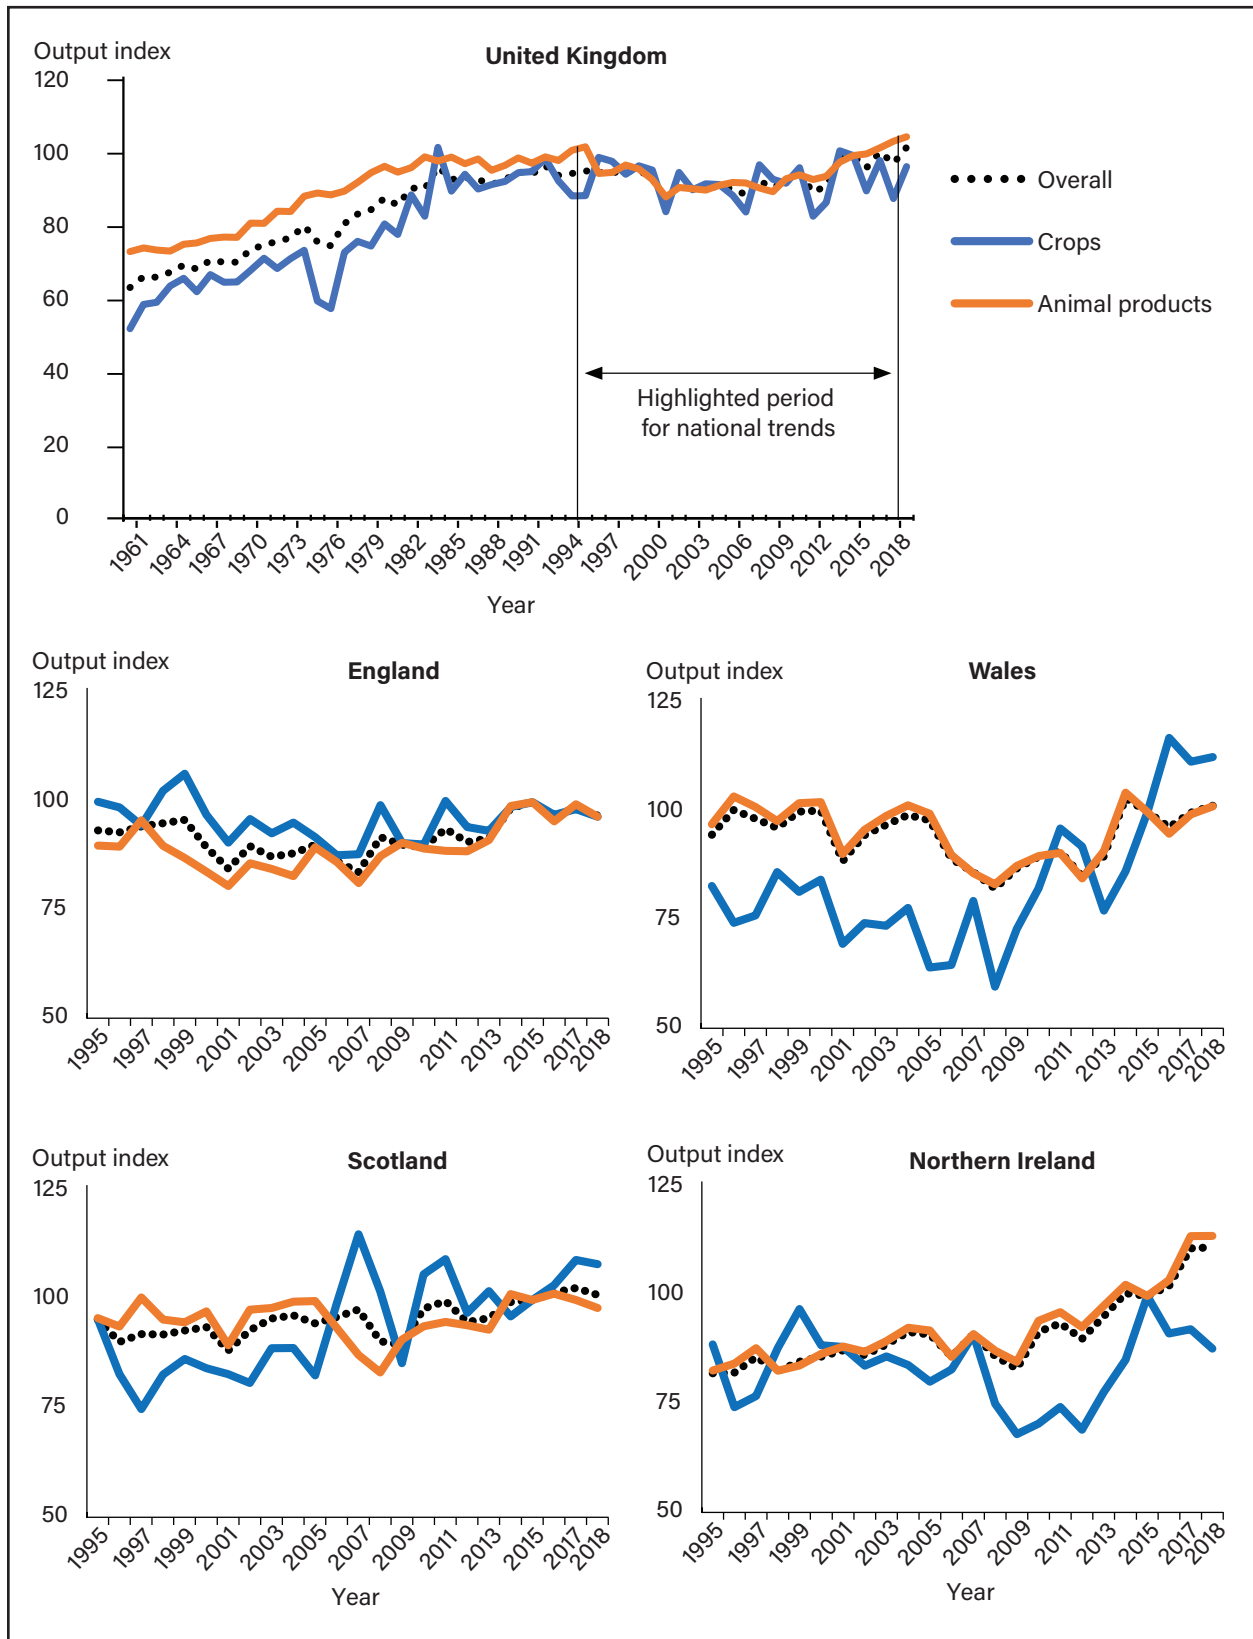 Output index
United Kingdom
120
100
80
60
40
20
0
Overall
Crops
Animal products
Highlighted period
for national trends
1961 1964 1967 1970 1973 1976 1979 1982 1985 1988 1991 1994 1997 2000 2003 2006 2009 2012 2015 2018
Year
Output index
England
125
100
75
50
1995 1997 1999 2001 2003 2005 2007 2009 2011 2013 2015 2017 2018
Output index
Wales
125
100
75
50
1995 1997 1999 2001 2003 2005 2007 2009 2011 2013 2015 2017 2018
Output index
Scotland
125
100
75
50
1995 1997 1999 2001 2003 2005 2007 2009 2011 2013 2015 2017 2018
Year
Output index
Northern Ireland
125
100
75
50
1995 1997 1999 2001 2003 2005 2007 2009 2011 2013 2015 2017 2018
Year